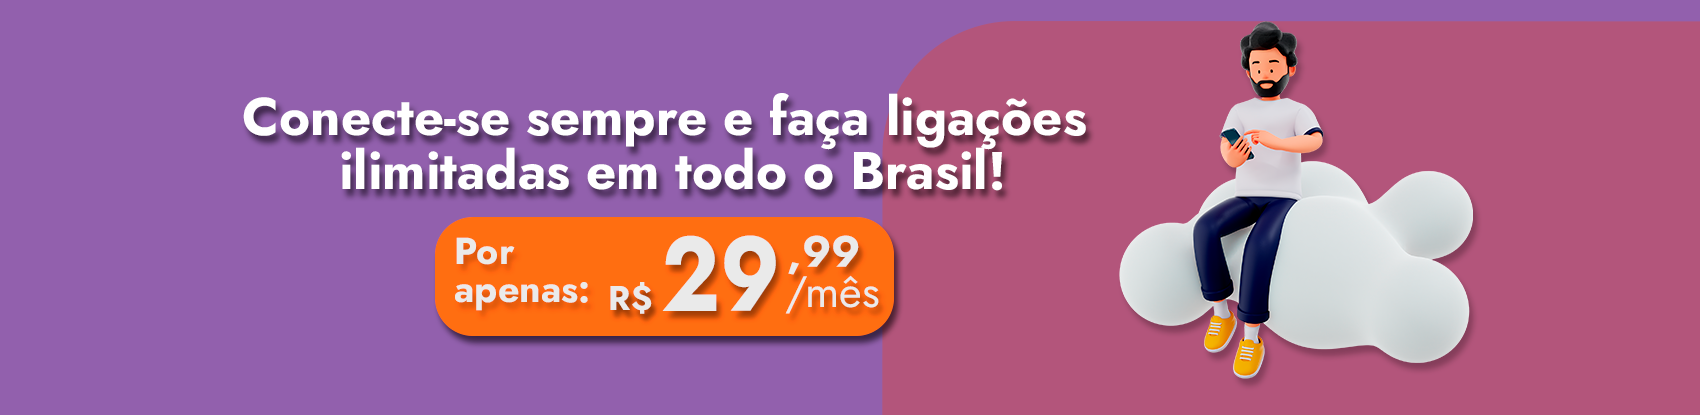 Conecte-se sempre e faça ligações
ilimitadas em todo o Brasil!
Por
apenas: R$ 29,99
/mês